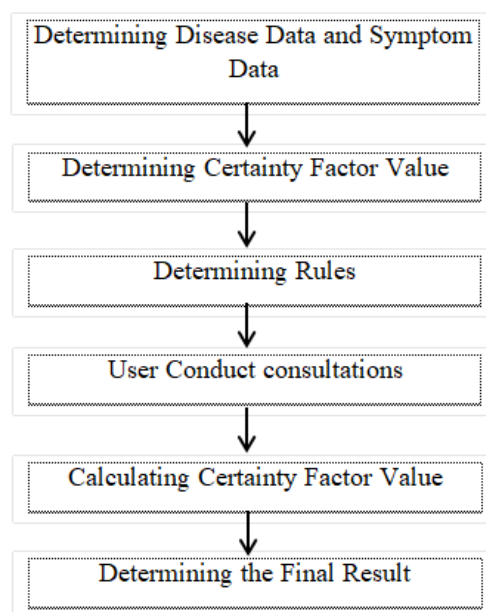 Determining Disease Data and Symptom
Data
Determining Certainty Factor Value
Determining Rules
User Conduct consultations
Calculating Certainty Factor Value
Determining the Final Result